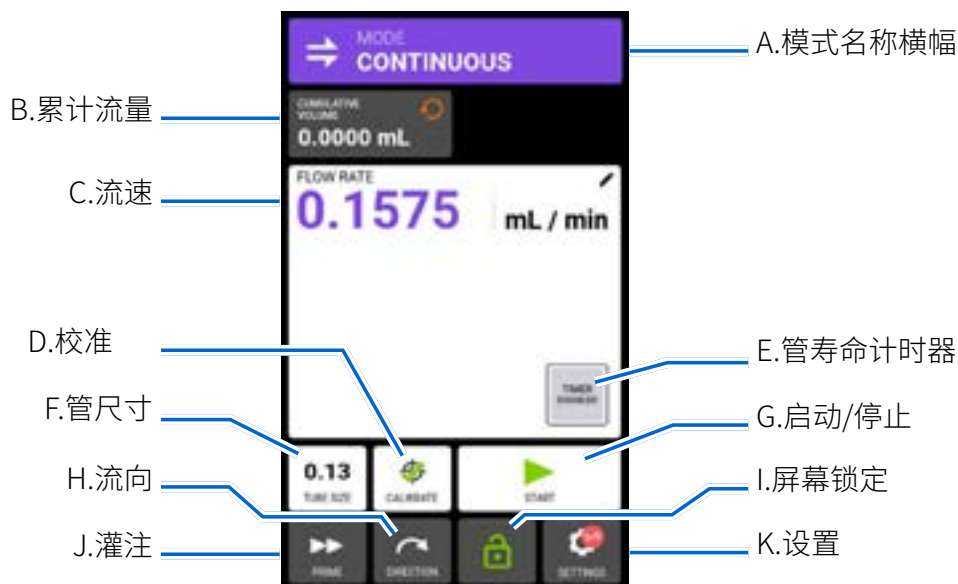 MODE
CONTINUOUS
A.模式名称横幅
B.累计流量
CUMULATIVE
VOLUME
0.0000 mL
C.流速
FLOW RATE
0.1575 mL / min
D.校准
E.管寿命计时器
TIMER
DISABLED
F.管尺寸
G.启动/停止
0.13
TUBE SIZE
CALIBRATE
START
H.流向
I.屏幕锁定
J.灌注
K.设置
PRIME
DIRECTION
SETTINGS